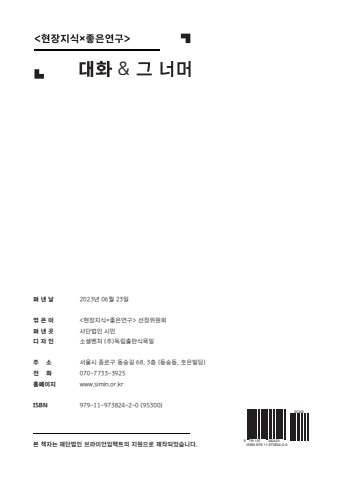 <현장지식×좋은연구>
대화 & 그 너머
펴 낸 날 2023년 06월 23일
엮 은 이 <현장지식×좋은연구> 선정위원회
펴 낸 곳 사단법인 시민
디 자 인 소셜벤처 (주)독립출판식목일
주 소 서울시 종로구 동숭길 68, 3층 (동숭동, 호은빌딩)
전 화 070-7733-3925
홈페이지 www.simin.or.kr
ISBN 979-11-973824-2-0 (95300)
본 책자는 재단법인 브라이언임팩트의 지원으로 제작되었습니다.
ISBN 979-11-973824-2-0